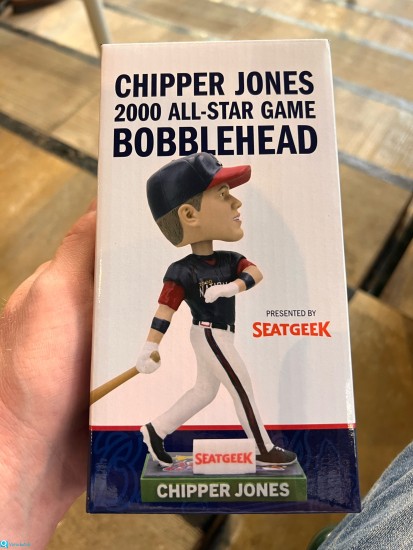 CHIPPER JONES
2000 ALL-STAR GAME
BOBBLEHEAD
PRESENTED BY
SEATGEEK
SEATGEEK
CHIPPER JONES